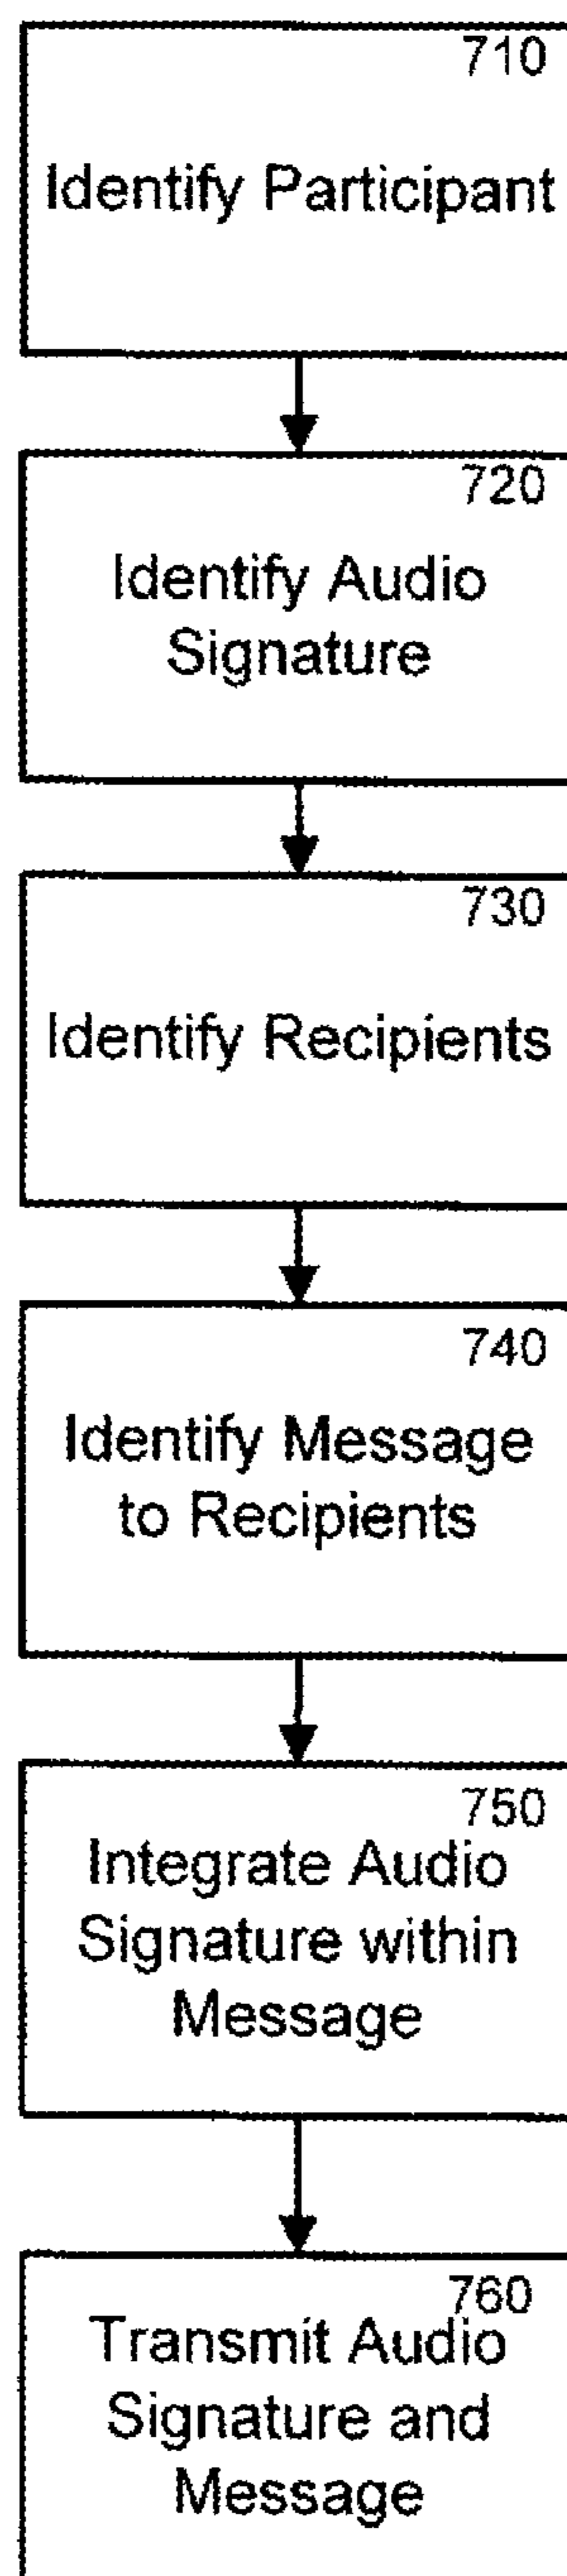 710
Identify Participant
720
Identify Audio
Signature
730
Identify Recipients
740
Identify Message
to Recipients
750
Integrate Audio
Signature within
Message
760
Transmit Audio
Signature and
Message